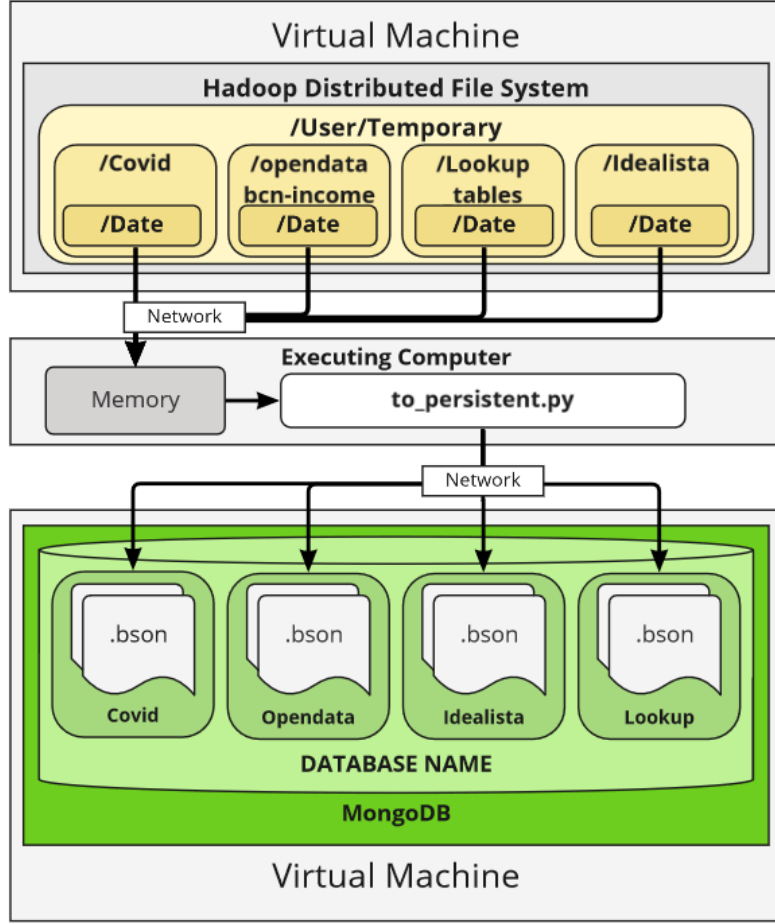 Virtual Machine
Hadoop Distributed File System
/User/Temporary
/Covid
/opendata
bcn-income
/Lookup
tables
/Idealista
/Date
/Date
/Date
/Date
Network
Executing Computer
Memory
to_persistent.py
Network
.bson
.bson
.bson
.bson
Covid
Opendata
Idealista
Lookup
DATABASE NAME
MongoDB
Virtual Machine